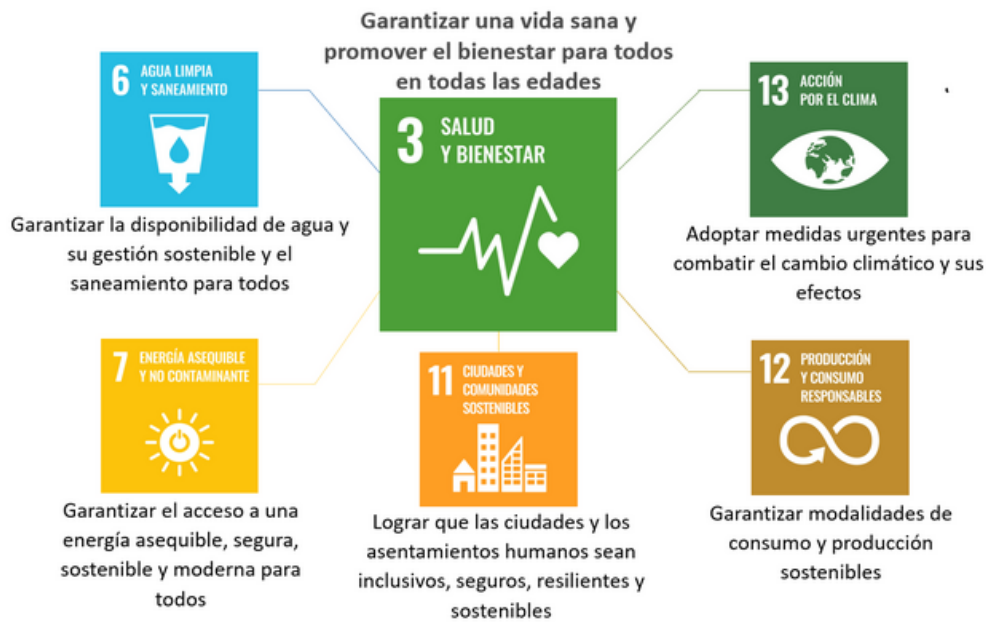 Garantizar una vida sana y
promover el bienestar para todos
en todas las edades
6 AGUA LIMPIA
Y SANEAMIENTO
Garantizar la disponibilidad de agua y
su gestión sostenible y el
saneamiento para todos
3 SALUD
Y BIENESTAR
13 ACCIÓN
POR EL CLIMA
Adoptar medidas urgentes para
combatir el cambio climático y sus
efectos
7 ENERGÍA ASEQUIBLE
Y NO CONTAMINANTE
Garantizar el acceso a una
energía asequible, segura,
sostenible y moderna para
todos
11 CIUDADES Y
COMUNIDADES
SOSTENIBLES
Lograr que las ciudades y los
asentamientos humanos sean
inclusivos, seguros, resilientes y
sostenibles
12 PRODUCCIÓN
Y CONSUMO
RESPONSABLES
Garantizar modalidades de
consumo y producción
sostenibles